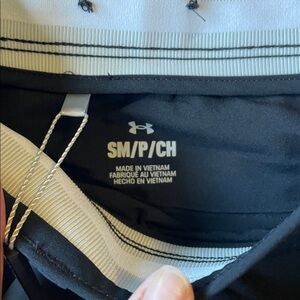 SM/P/CH
MADE IN VIETNAM
FABRIQUÉ AU VIETNAM
HECHO EN VIETNAM